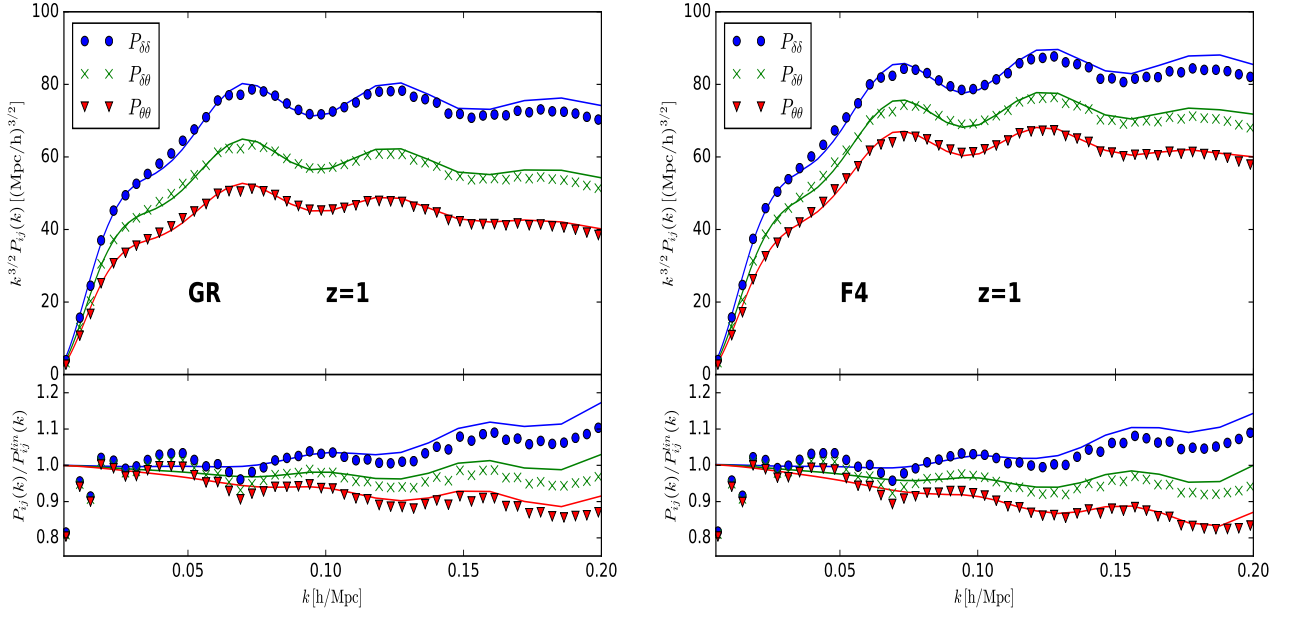 100
80
60
40
20
0
k^{3/2} P_{ij}(k) [(Mpc/h)^{3/2}]
P_{δδ}
P_{δθ}
P_{θθ}
GR z=1
1.2
1.1
1.0
0.9
0.8
P_{ij}(k)/P_{ij}^{lin}(k)
0.05 0.10 0.15 0.20
k [h/Mpc]
100
80
60
40
20
0
k^{3/2} P_{ij}(k) [(Mpc/h)^{3/2}]
P_{δδ}
P_{δθ}
P_{θθ}
F4 z=1
1.2
1.1
1.0
0.9
0.8
P_{ij}(k)/P_{ij}^{lin}(k)
0.05 0.10 0.15 0.20
k [h/Mpc]